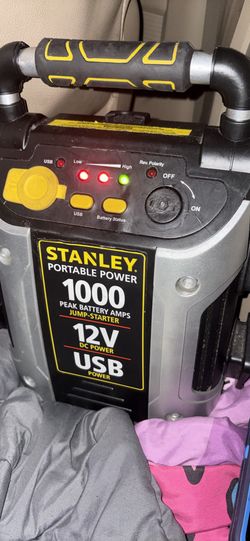 STANLEY
USB
Low
High
Rev. Polarity
OFF
ON
USB
Battery Status
STANLEY
PORTABLE POWER
1000
PEAK BATTERY AMPS
JUMP-STARTER
12V
DC POWER
USB
POWER